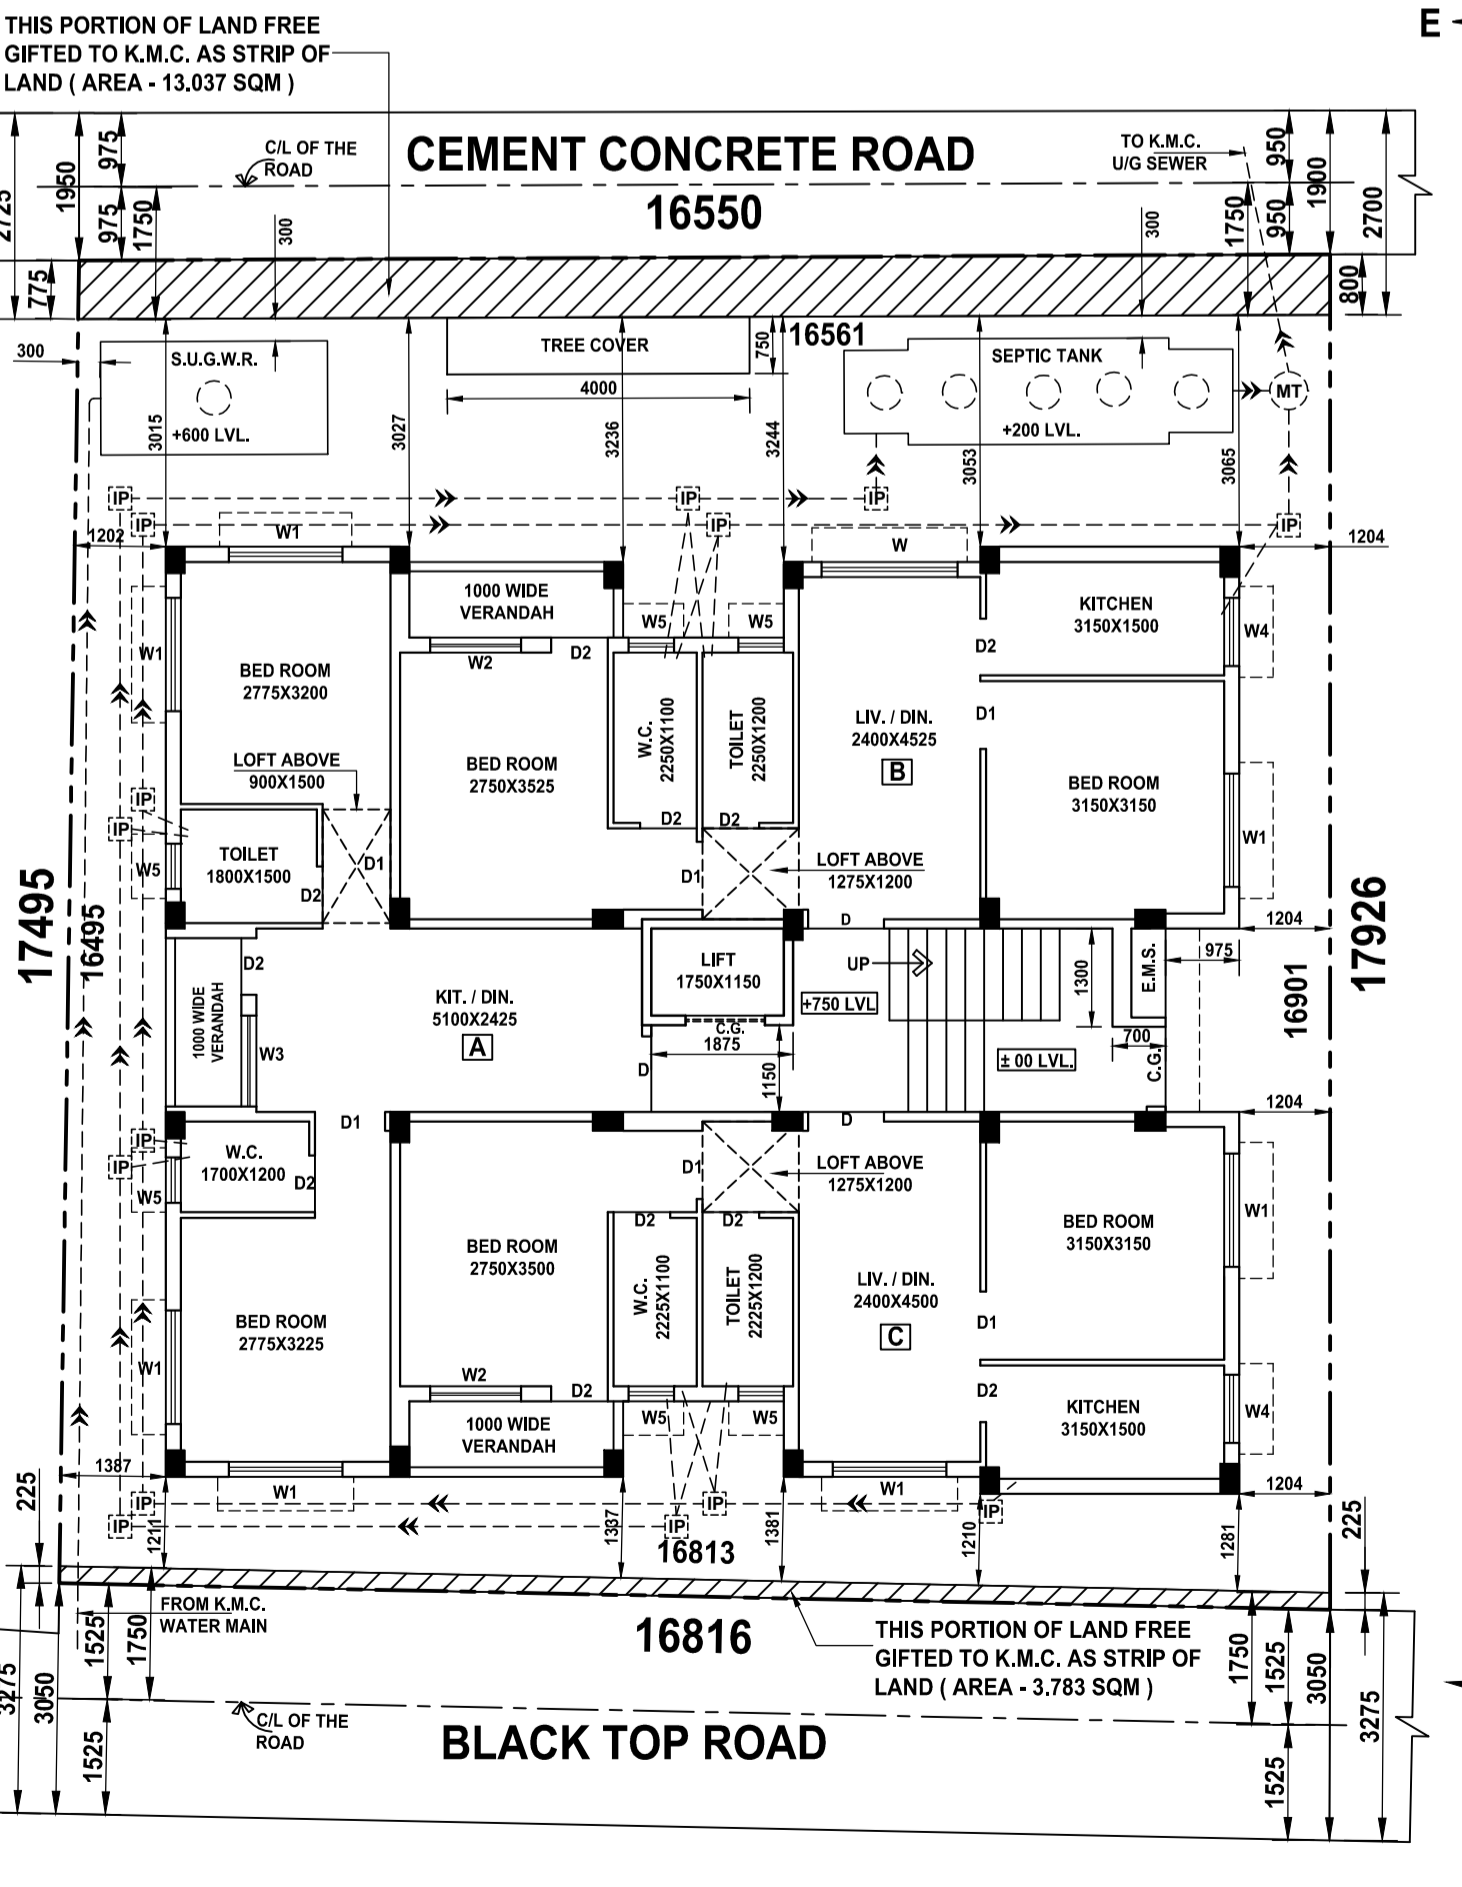 THIS PORTION OF LAND FREE
GIFTED TO K.M.C. AS STRIP OF
LAND ( AREA - 13.037 SQM )
E
CEMENT CONCRETE ROAD
16550
C/L OF THE
ROAD
TO K.M.C.
U/G SEWER
2725
1950
975
975
1750
300
775
300
1750
950
950
1900
2700
800
300
16561
S.U.G.W.R.
+600 LVL.
TREE COVER
750
4000
SEPTIC TANK
+200 LVL.
MT
3015
3027
3236
3244
3053
3065
IP
IP
IP
IP
IP
IP
1202
1204
W1
W
1000 WIDE
VERANDAH
KITCHEN
3150X1500
W5
W5
W4
W1
W2
D2
D2
BED ROOM
2775X3200
W.C.
2250X1100
TOILET
2250X1200
LIV. / DIN.
2400X4525
B
D1
LOFT ABOVE
900X1500
BED ROOM
2750X3525
BED ROOM
3150X3150
IP
IP
D2
D2
W1
TOILET
1800X1500
W5
D2
D1
D1
LOFT ABOVE
1275X1200
17495
16495
17926
16901
D
1204
D2
LIFT
1750X1150
UP
1300
E.M.S.
975
1000 WIDE
VERANDAH
KIT. / DIN.
5100X2425
A
+750 LVL
C.G.
1875
700
W3
D
1150
± 00 LVL.
C.G.
1204
D1
D
IP
IP
W.C.
1700X1200
D2
W5
D1
LOFT ABOVE
1275X1200
D2
D2
W1
BED ROOM
3150X3150
BED ROOM
2750X3500
W.C.
2225X1100
TOILET
2225X1200
LIV. / DIN.
2400X4500
C
BED ROOM
2775X3225
D1
W1
W2
D2
D2
1000 WIDE
VERANDAH
W5
W5
KITCHEN
3150X1500
W4
1387
1204
225
225
W1
W1
IP
IP
IP
IP
IP
1211
1337
1381
1210
1281
16813
16816
FROM K.M.C.
WATER MAIN
THIS PORTION OF LAND FREE
GIFTED TO K.M.C. AS STRIP OF
LAND ( AREA - 3.783 SQM )
3275
3050
1525
1750
1525
1750
1525
3050
3275
1525
C/L OF THE
ROAD
BLACK TOP ROAD